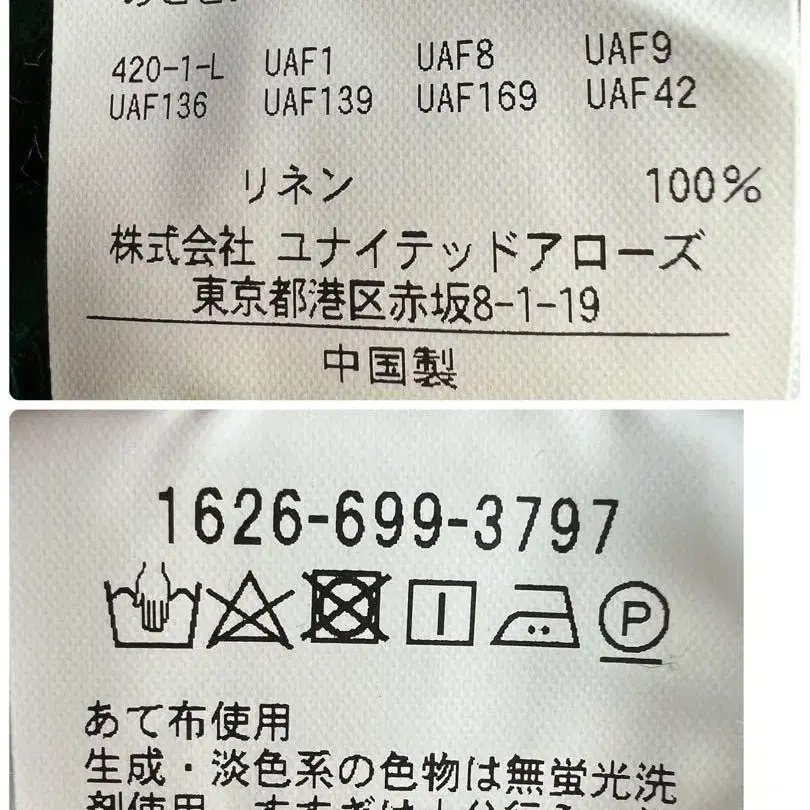 420-1-L UAF1 UAF8 UAF9
UAF136 UAF139 UAF169 UAF42
リネン 100%
株式会社 ユナイテッドアローズ
東京都港区赤坂8-1-19
中国製
1626-699-3797
P
あて布使用
生成・淡色系の色物は無蛍光洗